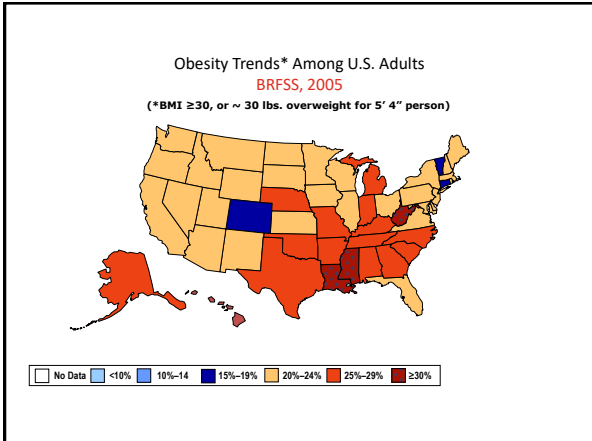 Obesity Trends* Among U.S. Adults
BRFSS, 2005
(*BMI ≥30, or ~ 30 lbs. overweight for 5’ 4” person)
No Data <10% 10%–14 15%–19% 20%–24% 25%–29% ≥30%